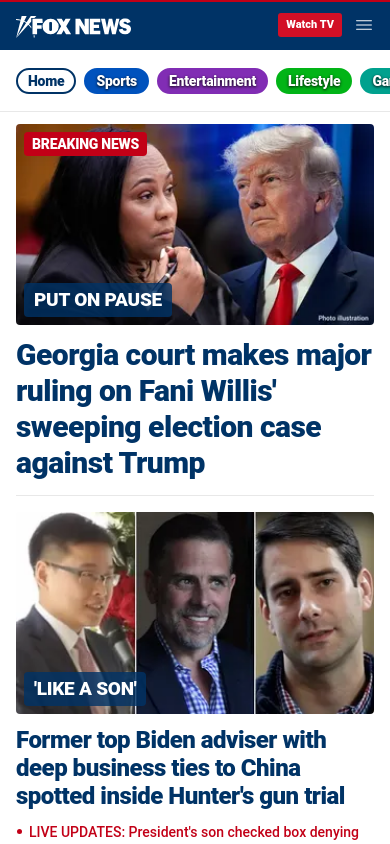 FOX NEWS
Watch TV
Home Sports Entertainment Lifestyle Ga
BREAKING NEWS
PUT ON PAUSE
Photo illustration
Georgia court makes major
ruling on Fani Willis'
sweeping election case
against Trump
'LIKE A SON'
Former top Biden adviser with
deep business ties to China
spotted inside Hunter's gun trial
• LIVE UPDATES: President's son checked box denying